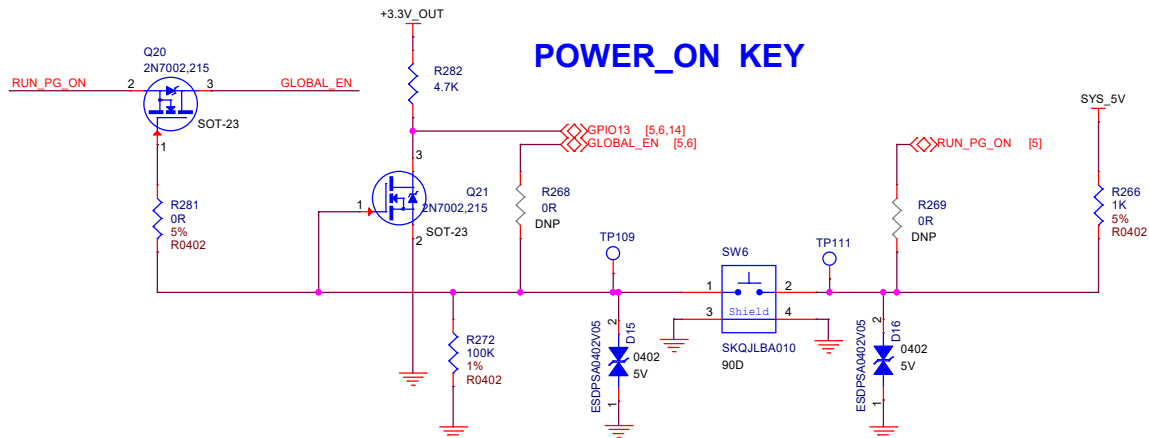 POWER_ON KEY
+3.3V_OUT
Q20
2N7002,215
RUN_PG_ON
2
3
GLOBAL_EN
SOT-23
1
R281
0R
5%
R0402
R282
4.7K
GPIO13 [5,6,14]
GLOBAL_EN [5,6]
3
Q21
2N7002,215
1
SOT-23
2
R268
0R
DNP
R272
100K
1%
R0402
TP109
2
D15
ESDPSA0402V05
0402
5V
1
SW6
1
2
Shield
3
4
SKQJLBA010
90D
TP111
RUN_PG_ON [5]
R269
0R
DNP
SYS_5V
R266
1K
5%
R0402
2
D16
ESDPSA0402V05
0402
5V
1